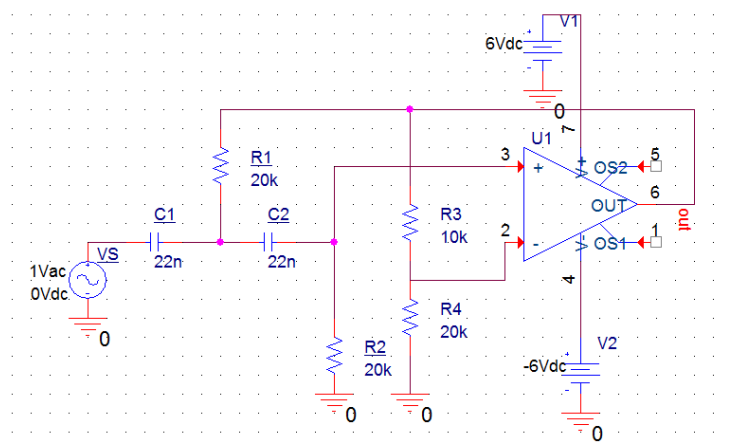 V1
6Vdc
+
-
0
7
U1
R1
20k
3
+
V+
OS2
5
C1
C2
R3
10k
OUT
6
out
22n
22n
2
-
V-
OS1
1
VS
1Vac
0Vdc
+
-
0
4
R4
20k
R2
20k
V2
-6Vdc
+
-
0
0
0